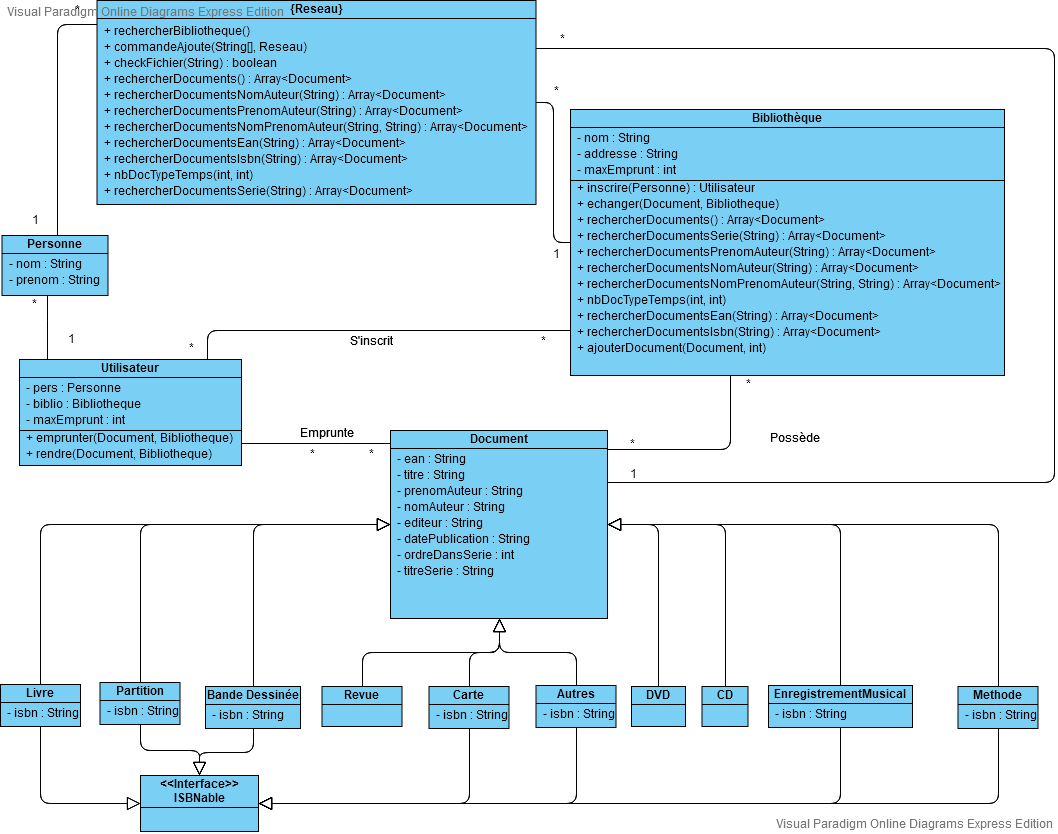 Visual Paradigm Online Diagrams Express Edition
{Reseau}
+ rechercherBibliotheque()
+ commandeAjoute(String[], Reseau)
+ checkFichier(String) : boolean
+ rechercherDocuments() : Array<Document>
+ rechercherDocumentsNomAuteur(String) : Array<Document>
+ rechercherDocumentsPrenomAuteur(String) : Array<Document>
+ rechercherDocumentsNomPrenomAuteur(String, String) : Array<Document>
+ rechercherDocumentsEan(String) : Array<Document>
+ rechercherDocumentsIsbn(String) : Array<Document>
+ nbDocTypeTemps(int, int)
+ rechercherDocumentsSerie(String) : Array<Document>
*
*
*
1
1
Bibliothèque
- nom : String
- addresse : String
- maxEmprunt : int
+ inscrire(Personne) : Utilisateur
+ echanger(Document, Bibliotheque)
+ rechercherDocuments() : Array<Document>
+ rechercherDocumentsSerie(String) : Array<Document>
+ rechercherDocumentsPrenomAuteur(String) : Array<Document>
+ rechercherDocumentsNomAuteur(String) : Array<Document>
+ rechercherDocumentsNomPrenomAuteur(String, String) : Array<Document>
+ nbDocTypeTemps(int, int)
+ rechercherDocumentsEan(String) : Array<Document>
+ rechercherDocumentsIsbn(String) : Array<Document>
+ ajouterDocument(Document, int)
Personne
- nom : String
- prenom : String
*
1
*
S'inscrit
*
Utilisateur
- pers : Personne
- biblio : Bibliotheque
- maxEmprunt : int
+ emprunter(Document, Bibliotheque)
+ rendre(Document, Bibliotheque)
Emprunte
*
*
*
*
Possède
1
Document
- ean : String
- titre : String
- prenomAuteur : String
- nomAuteur : String
- editeur : String
- datePublication : String
- ordreDansSerie : int
- titreSerie : String
Livre
- isbn : String
Partition
- isbn : String
Bande Dessinée
- isbn : String
Revue
Carte
- isbn : String
Autres
- isbn : String
DVD
CD
EnregistrementMusical
- isbn : String
Methode
- isbn : String
<<Interface>>
ISBNable
Visual Paradigm Online Diagrams Express Edition